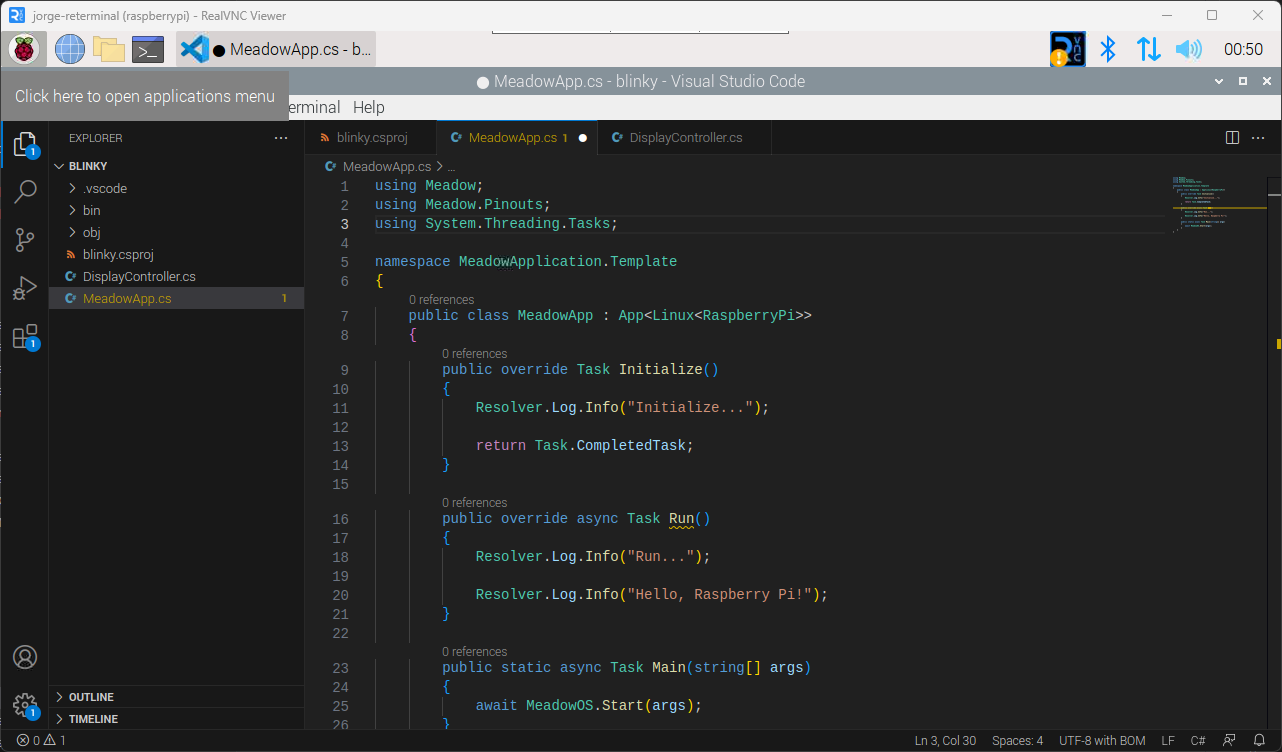 jorge-reterminal (raspberrypi) - RealVNC Viewer
MeadowApp.cs - b...
00:50
MeadowApp.cs - blinky - Visual Studio Code
Click here to open applications menu
erminal Help
EXPLORER
blinky.csproj
MeadowApp.cs 1
DisplayController.cs
BLINKY
.vscode
bin
obj
blinky.csproj
DisplayController.cs
MeadowApp.cs 1
MeadowApp.cs > ...
1 using Meadow;
2 using Meadow.Pinouts;
3 using System.Threading.Tasks;
4
5 namespace MeadowApplication.Template
6 {
0 references
7 public class MeadowApp : App<Linux<RaspberryPi>>
8 {
0 references
9 public override Task Initialize()
10 {
11 Resolver.Log.Info("Initialize...");
12
13 return Task.CompletedTask;
14 }
15
0 references
16 public override async Task Run()
17 {
18 Resolver.Log.Info("Run...");
19
20 Resolver.Log.Info("Hello, Raspberry Pi!");
21 }
22
0 references
23 public static async Task Main(string[] args)
24 {
25 await MeadowOS.Start(args);
26 }
1
1
1
OUTLINE
TIMELINE
0 1
Ln 3, Col 30 Spaces: 4 UTF-8 with BOM LF C#